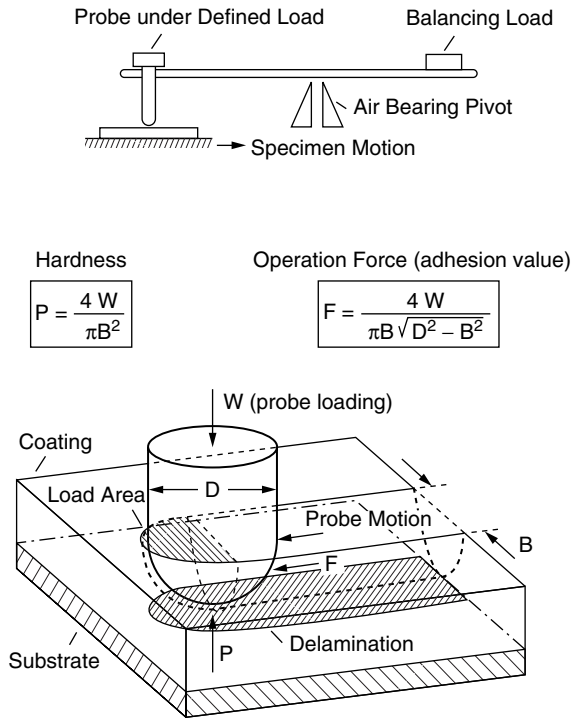 Probe under Defined Load
Balancing Load
Air Bearing Pivot
Specimen Motion
Hardness
P = 4 W / πB²
Operation Force (adhesion value)
F = 4 W / πB√D² − B²
W (probe loading)
Coating
D
Load Area
Probe Motion
B
F
P
Delamination
Substrate